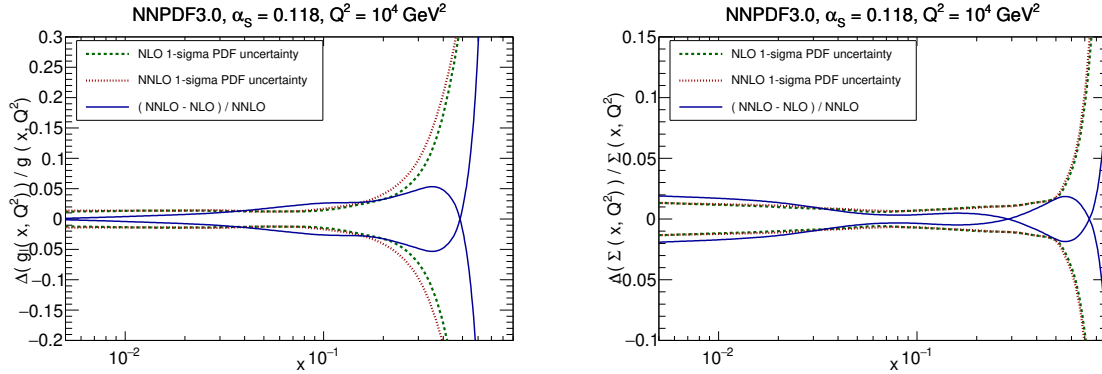 NNPDF3.0, αS = 0.118, Q² = 10⁴ GeV²
NLO 1-sigma PDF uncertainty
NNLO 1-sigma PDF uncertainty
( NNLO - NLO ) / NNLO
Δ( g( x, Q²)) / g ( x, Q²)
0.3
0.25
0.2
0.15
0.1
0.05
0
−0.05
−0.1
−0.15
−0.2
10⁻²
10⁻¹
x
NNPDF3.0, αS = 0.118, Q² = 10⁴ GeV²
NLO 1-sigma PDF uncertainty
NNLO 1-sigma PDF uncertainty
( NNLO - NLO ) / NNLO
Δ( Σ( x, Q²)) / Σ ( x, Q²)
0.15
0.1
0.05
0
−0.05
−0.1
10⁻²
10⁻¹
x